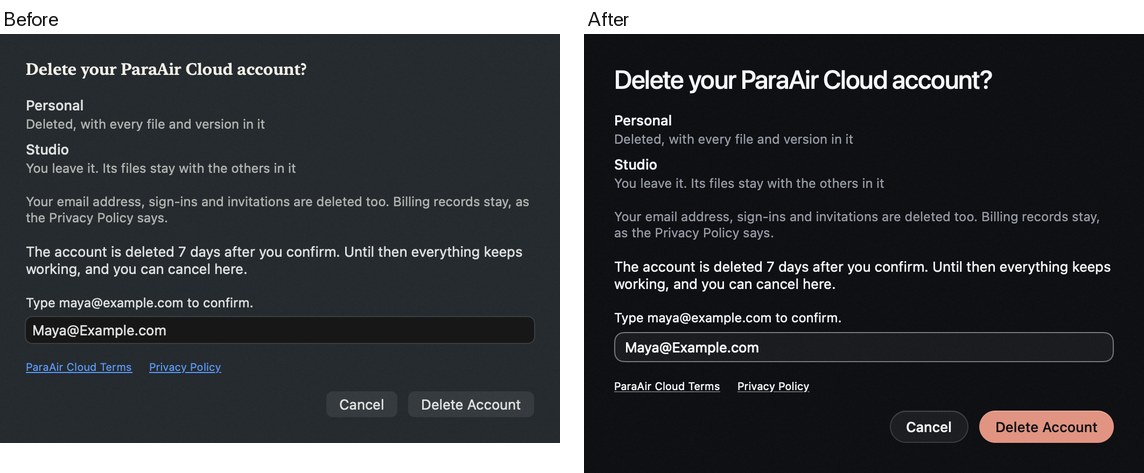 Before
Delete your ParaAir Cloud account?
Personal
Deleted, with every file and version in it
Studio
You leave it. Its files stay with the others in it
Your email address, sign-ins and invitations are deleted too. Billing records stay, as
the Privacy Policy says.
The account is deleted 7 days after you confirm. Until then everything keeps
working, and you can cancel here.
Type maya@example.com to confirm.
Maya@Example.com
ParaAir Cloud Terms Privacy Policy
Cancel Delete Account
After
Delete your ParaAir Cloud account?
Personal
Deleted, with every file and version in it
Studio
You leave it. Its files stay with the others in it
Your email address, sign-ins and invitations are deleted too. Billing records stay,
as the Privacy Policy says.
The account is deleted 7 days after you confirm. Until then everything keeps
working, and you can cancel here.
Type maya@example.com to confirm.
Maya@Example.com
ParaAir Cloud Terms Privacy Policy
Cancel Delete Account